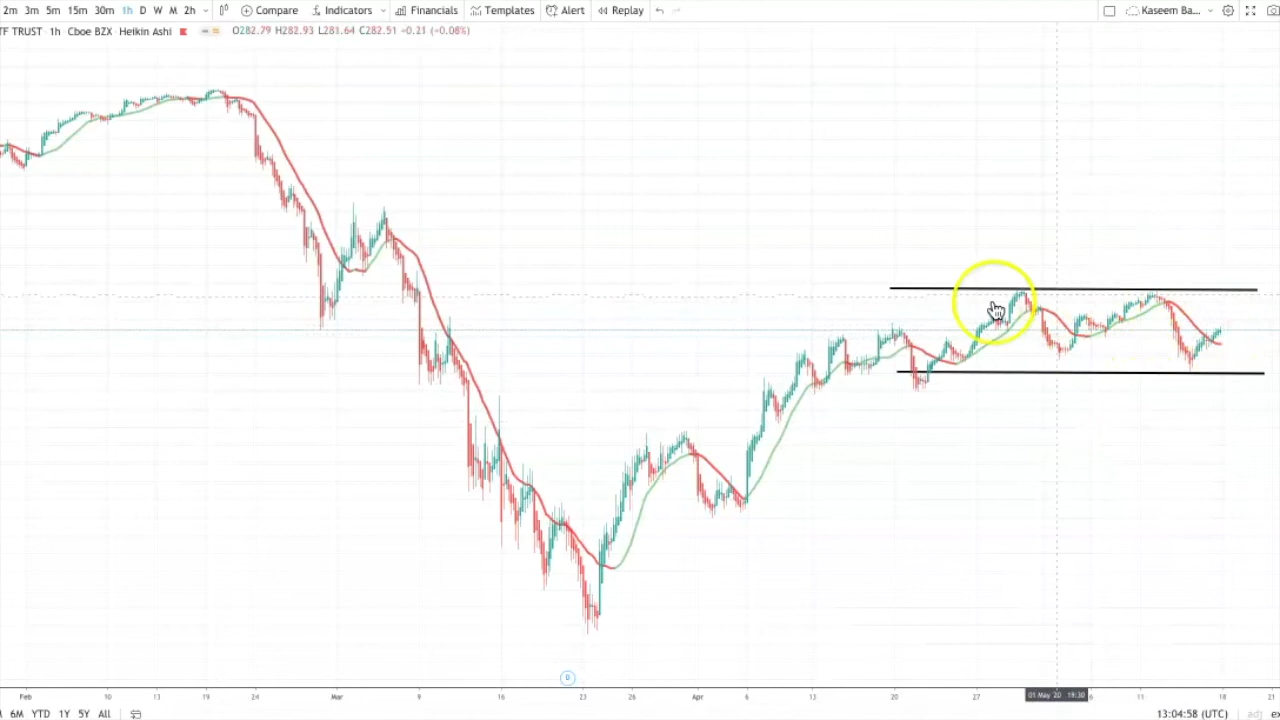 2m 3m 5m 15m 30m 1h D W M 2h Compare Indicators Financials Templates Alert Replay Kaseem Ba...
TF TRUST 1h Cboe BZX Heikin Ashi O282.79 H282.93 L281.64 C282.51 −0.21 (−0.08%)
D
Feb 10 13 19 24 Mar 9 16 23 26 Apr 6 13 20 27 01 May '20 19:30 6 11 18 21
6M YTD 1Y 5Y All 13:04:58 (UTC) adj